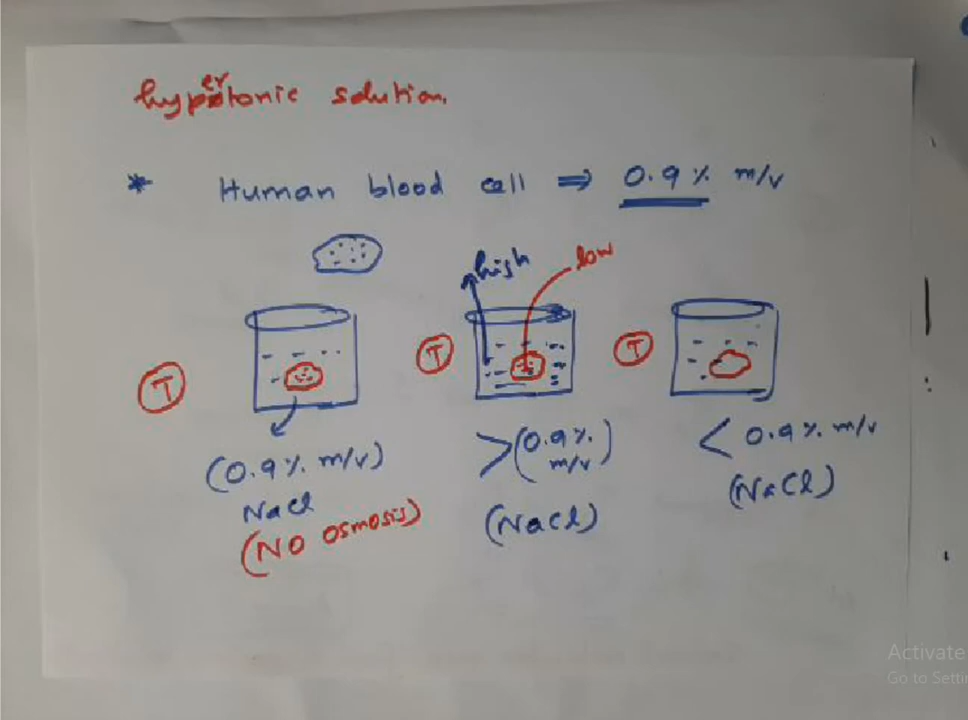 hypertonic solution.
* Human blood cell ⇒ 0.9% m/v
high
low
T
T
T
(0.9% m/v)
NaCl
(NO osmosis)
>(0.9%
m/v)
(NaCl)
< 0.9% m/v
(NaCl)
Activate
Go to Settin